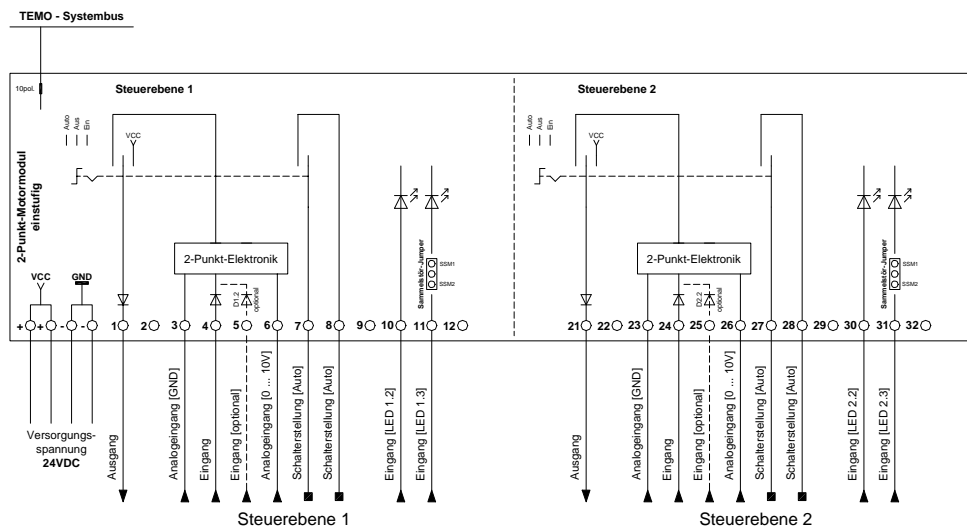 TEMO - Systembus
10pol.
Steuerebene 1
Steuerebene 2
Auto
Aus
Ein
VCC
Auto
Aus
Ein
VCC
2-Punkt-Motormodul
einstufig
2-Punkt-Elektronik
2-Punkt-Elektronik
Sammelstör-Jumper
SSM1
SSM2
Sammelstör-Jumper
SSM1
SSM2
VCC
GND
D1.2
optional
D2.2
optional
+ + - - 1 2 3 4 5 6 7 8 9 10 11 12 21 22 23 24 25 26 27 28 29 30 31 32
Versorgungs-
spannung
24VDC
Ausgang
Analogeingang [GND]
Eingang
Eingang [optional]
Analogeingang [0 ... 10V]
Schalterstellung [Auto]
Schalterstellung [Auto]
Eingang [LED 1.2]
Eingang [LED 1.3]
Ausgang
Analogeingang [GND]
Eingang
Eingang [optional]
Analogeingang [0 ... 10V]
Schalterstellung [Auto]
Schalterstellung [Auto]
Eingang [LED 2.2]
Eingang [LED 2.3]
Steuerebene 1
Steuerebene 2